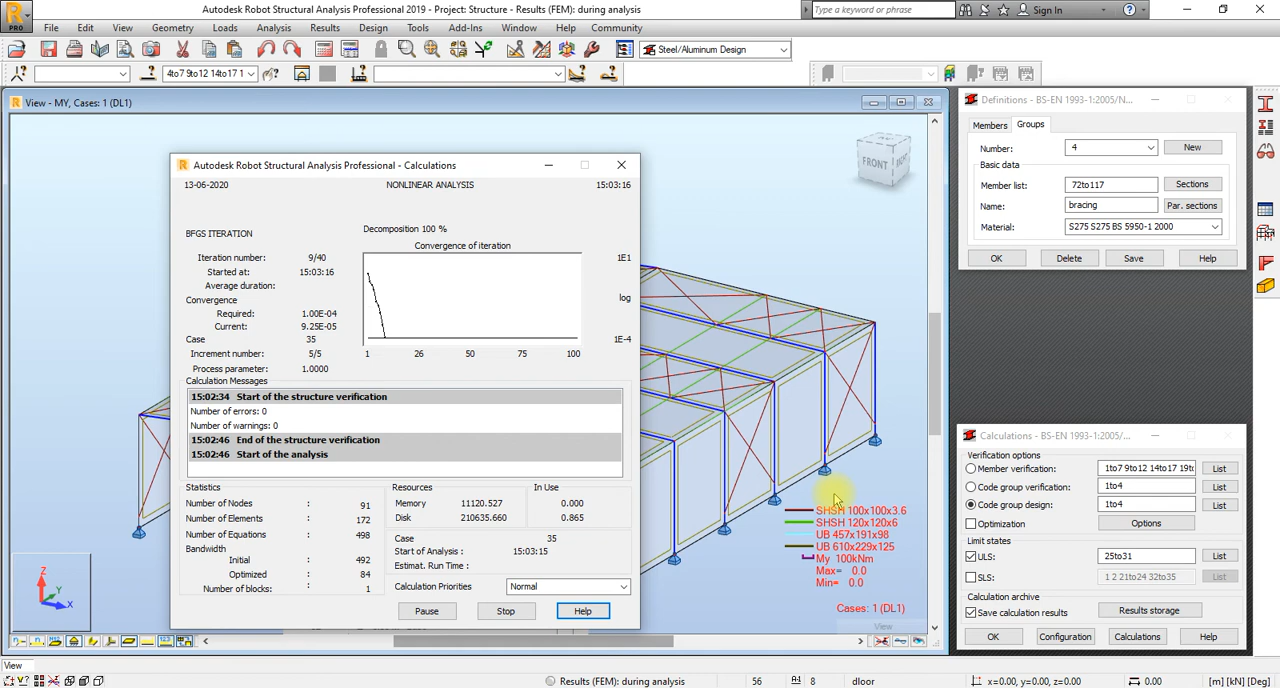 Autodesk Robot Structural Analysis Professional 2019 - Project: Structure - Results (FEM): during analysis
Type a keyword or phrase
Sign In
PRO
File Edit View Geometry Loads Analysis Results Design Tools Add-Ins Window Help Community
Steel/Aluminum Design
4to7 9to12 14to17 1
View - MY, Cases: 1 (DL1)
FRONT
RIGHT
Autodesk Robot Structural Analysis Professional - Calculations
13-06-2020 NONLINEAR ANALYSIS 15:03:16
Decomposition 100 %
BFGS ITERATION
Convergence of iteration
Iteration number: 9/40
Started at: 15:03:16
Average duration:
Convergence
Required: 1.00E-04
Current: 9.25E-05
Case 35
Increment number: 5/5
Process parameter: 1.0000
1E1
log
1E-4
1 26 50 75 100
Calculation Messages
15:02:34 Start of the structure verification
Number of errors: 0
Number of warnings: 0
15:02:46 End of the structure verification
15:02:46 Start of the analysis
Statistics
Number of Nodes : 91
Number of Elements : 172
Number of Equations : 498
Bandwidth
Initial : 492
Optimized : 84
Number of blocks: : 1
Resources In Use
Memory 11120.527 0.000
Disk 210635.660 0.865
Case 35
Start of Analysis : 15:03:15
Estimat. Run Time :
Calculation Priorities Normal
Pause Stop Help
SHSH 100x100x3.6
SHSH 120x120x6
UB 457x191x98
UB 610x229x125
My 100kNm
Max= 0.0
Min= 0.0
Cases: 1 (DL1)
View
Z
Y
X
Definitions - BS-EN 1993-1:2005/N...
Members Groups
Number: 4 New
Basic data
Member list: 72to117 Sections
Name: bracing Par. sections
Material: S275 S275 BS 5950-1 2000
OK Delete Save Help
Calculations - BS-EN 1993-1:2005/...
Verification options
Member verification: 1to7 9to12 14to17 19t List
Code group verification: 1to4 List
Code group design: 1to4 List
Optimization Options
Limit states
ULS: 25to31 List
SLS: 1 2 21to24 32to35 List
Calculation archive
Save calculation results Results storage
OK Configuration Calculations Help
View
Results (FEM): during analysis 56 8 dloor x=0.00, y=0.00, z=0.00 0.00 [m] [kN] [Deg]